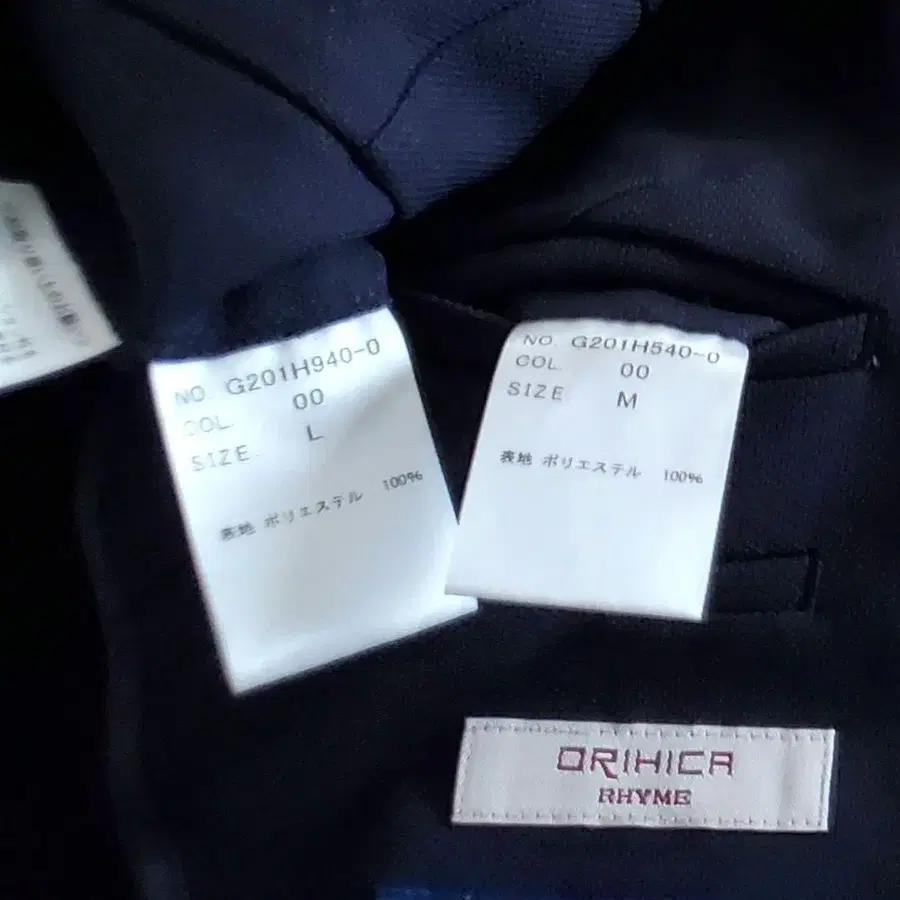 NO. G201H940-0
COL. 00
SIZE. L
表地 ポリエステル 100%
NO. G201H540-0
COL 00
SIZE M
表地 ポリエステル 100%
ORIHICA
RHYME